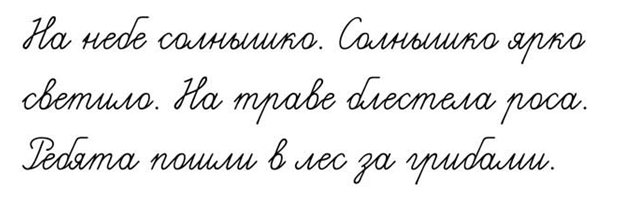 На небе солнышко. Солнышко ярко
светило. На траве блестела роса.
Ребята пошли в лес за грибами.